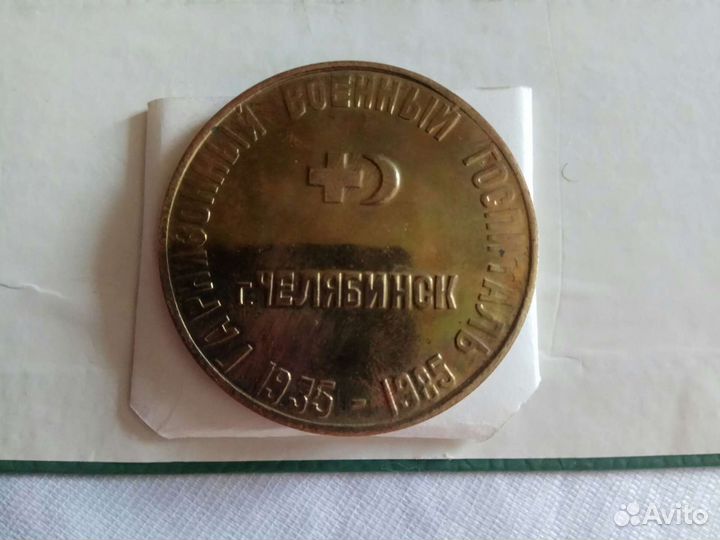 ГАРНИЗОННЫЙ ВОЕННЫЙ ГОСПИТАЛЬ
г. ЧЕЛЯБИНСК
1935 - 1985
Avito